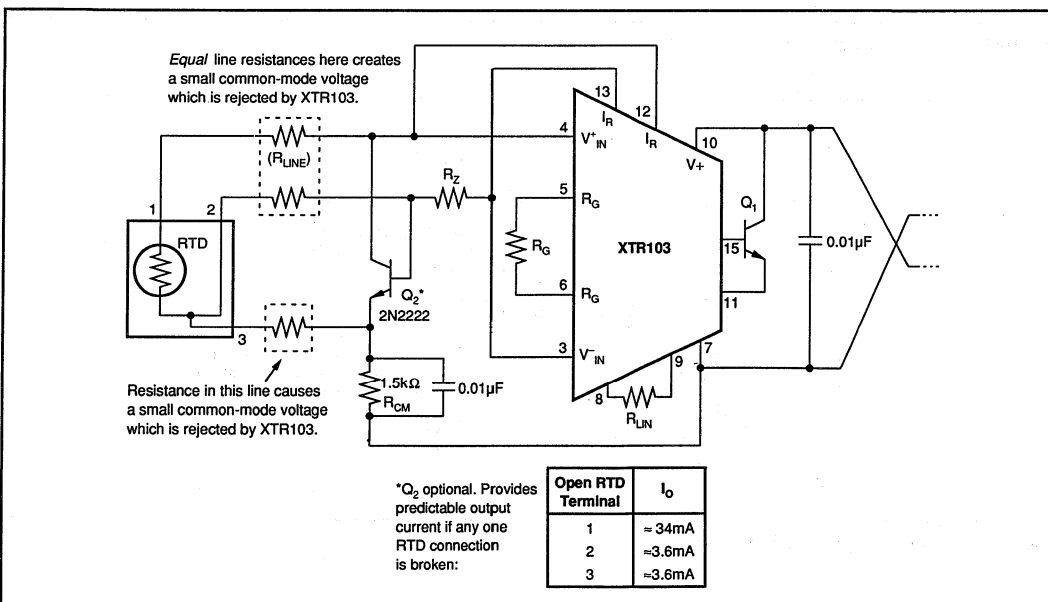 Equal line resistances here creates
a small common-mode voltage
which is rejected by XTR103.
13
12
I_R
I_R
4
V⁺_IN
10
V+
(R_LINE)
1
2
R_Z
5
R_G
Q_1
RTD
R_G
XTR103
15
0.01µF
Q_2*
2N2222
6
R_G
11
3
3
V⁻_IN
7
9
1.5kΩ
R_CM
0.01µF
8
R_LIN
Resistance in this line causes
a small common-mode voltage
which is rejected by XTR103.
*Q_2 optional. Provides
predictable output
current if any one
RTD connection
is broken:
Open RTD
Terminal
I_O
1
≈ 34mA
2
≈3.6mA
3
≈3.6mA